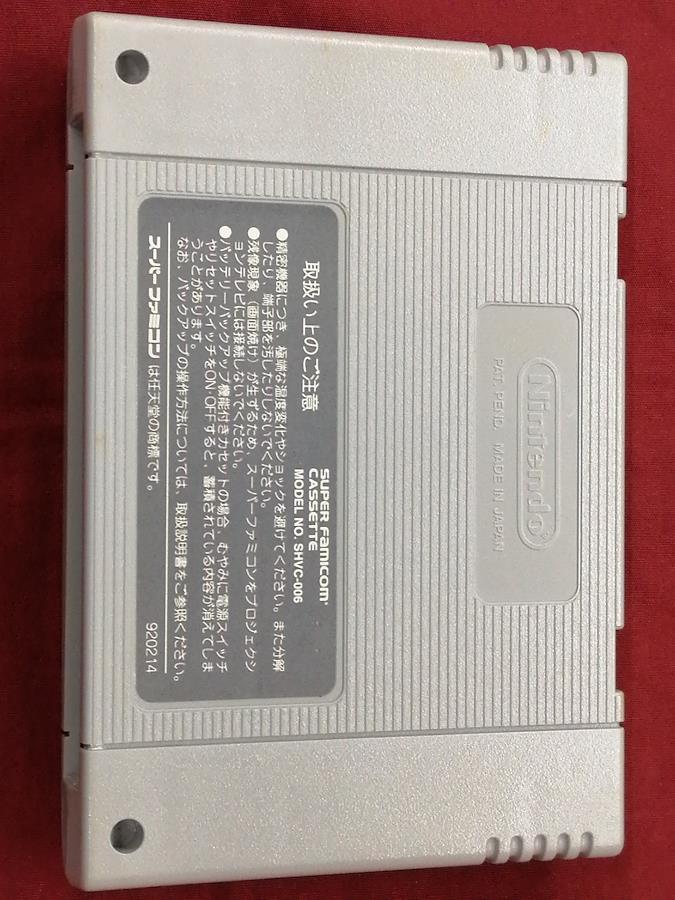 Nintendo®
PAT. PEND. MADE IN JAPAN
取扱い上のご注意
SUPER Famicom®
CASSETTE
MODEL NO. SHVC-006
●精密機器につき、極端な温度変化やショックを避けてください。また分解
したり、端子部を汚したりしないでください。
●残像現象（画面焼け）が生ずるため、スーパーファミコンをプロジェクシ
ョンテレビには接続しないでください。
●バッテリーバックアップ機能付きカセットの場合、むやみに電源スイッチ
やリセットスイッチをON・OFFすると、蓄積されている内容が消えてしま
うことがあります。
なお、バックアップの操作方法については、取扱説明書をご参照ください。
スーパーファミコン は任天堂の商標です。
920214